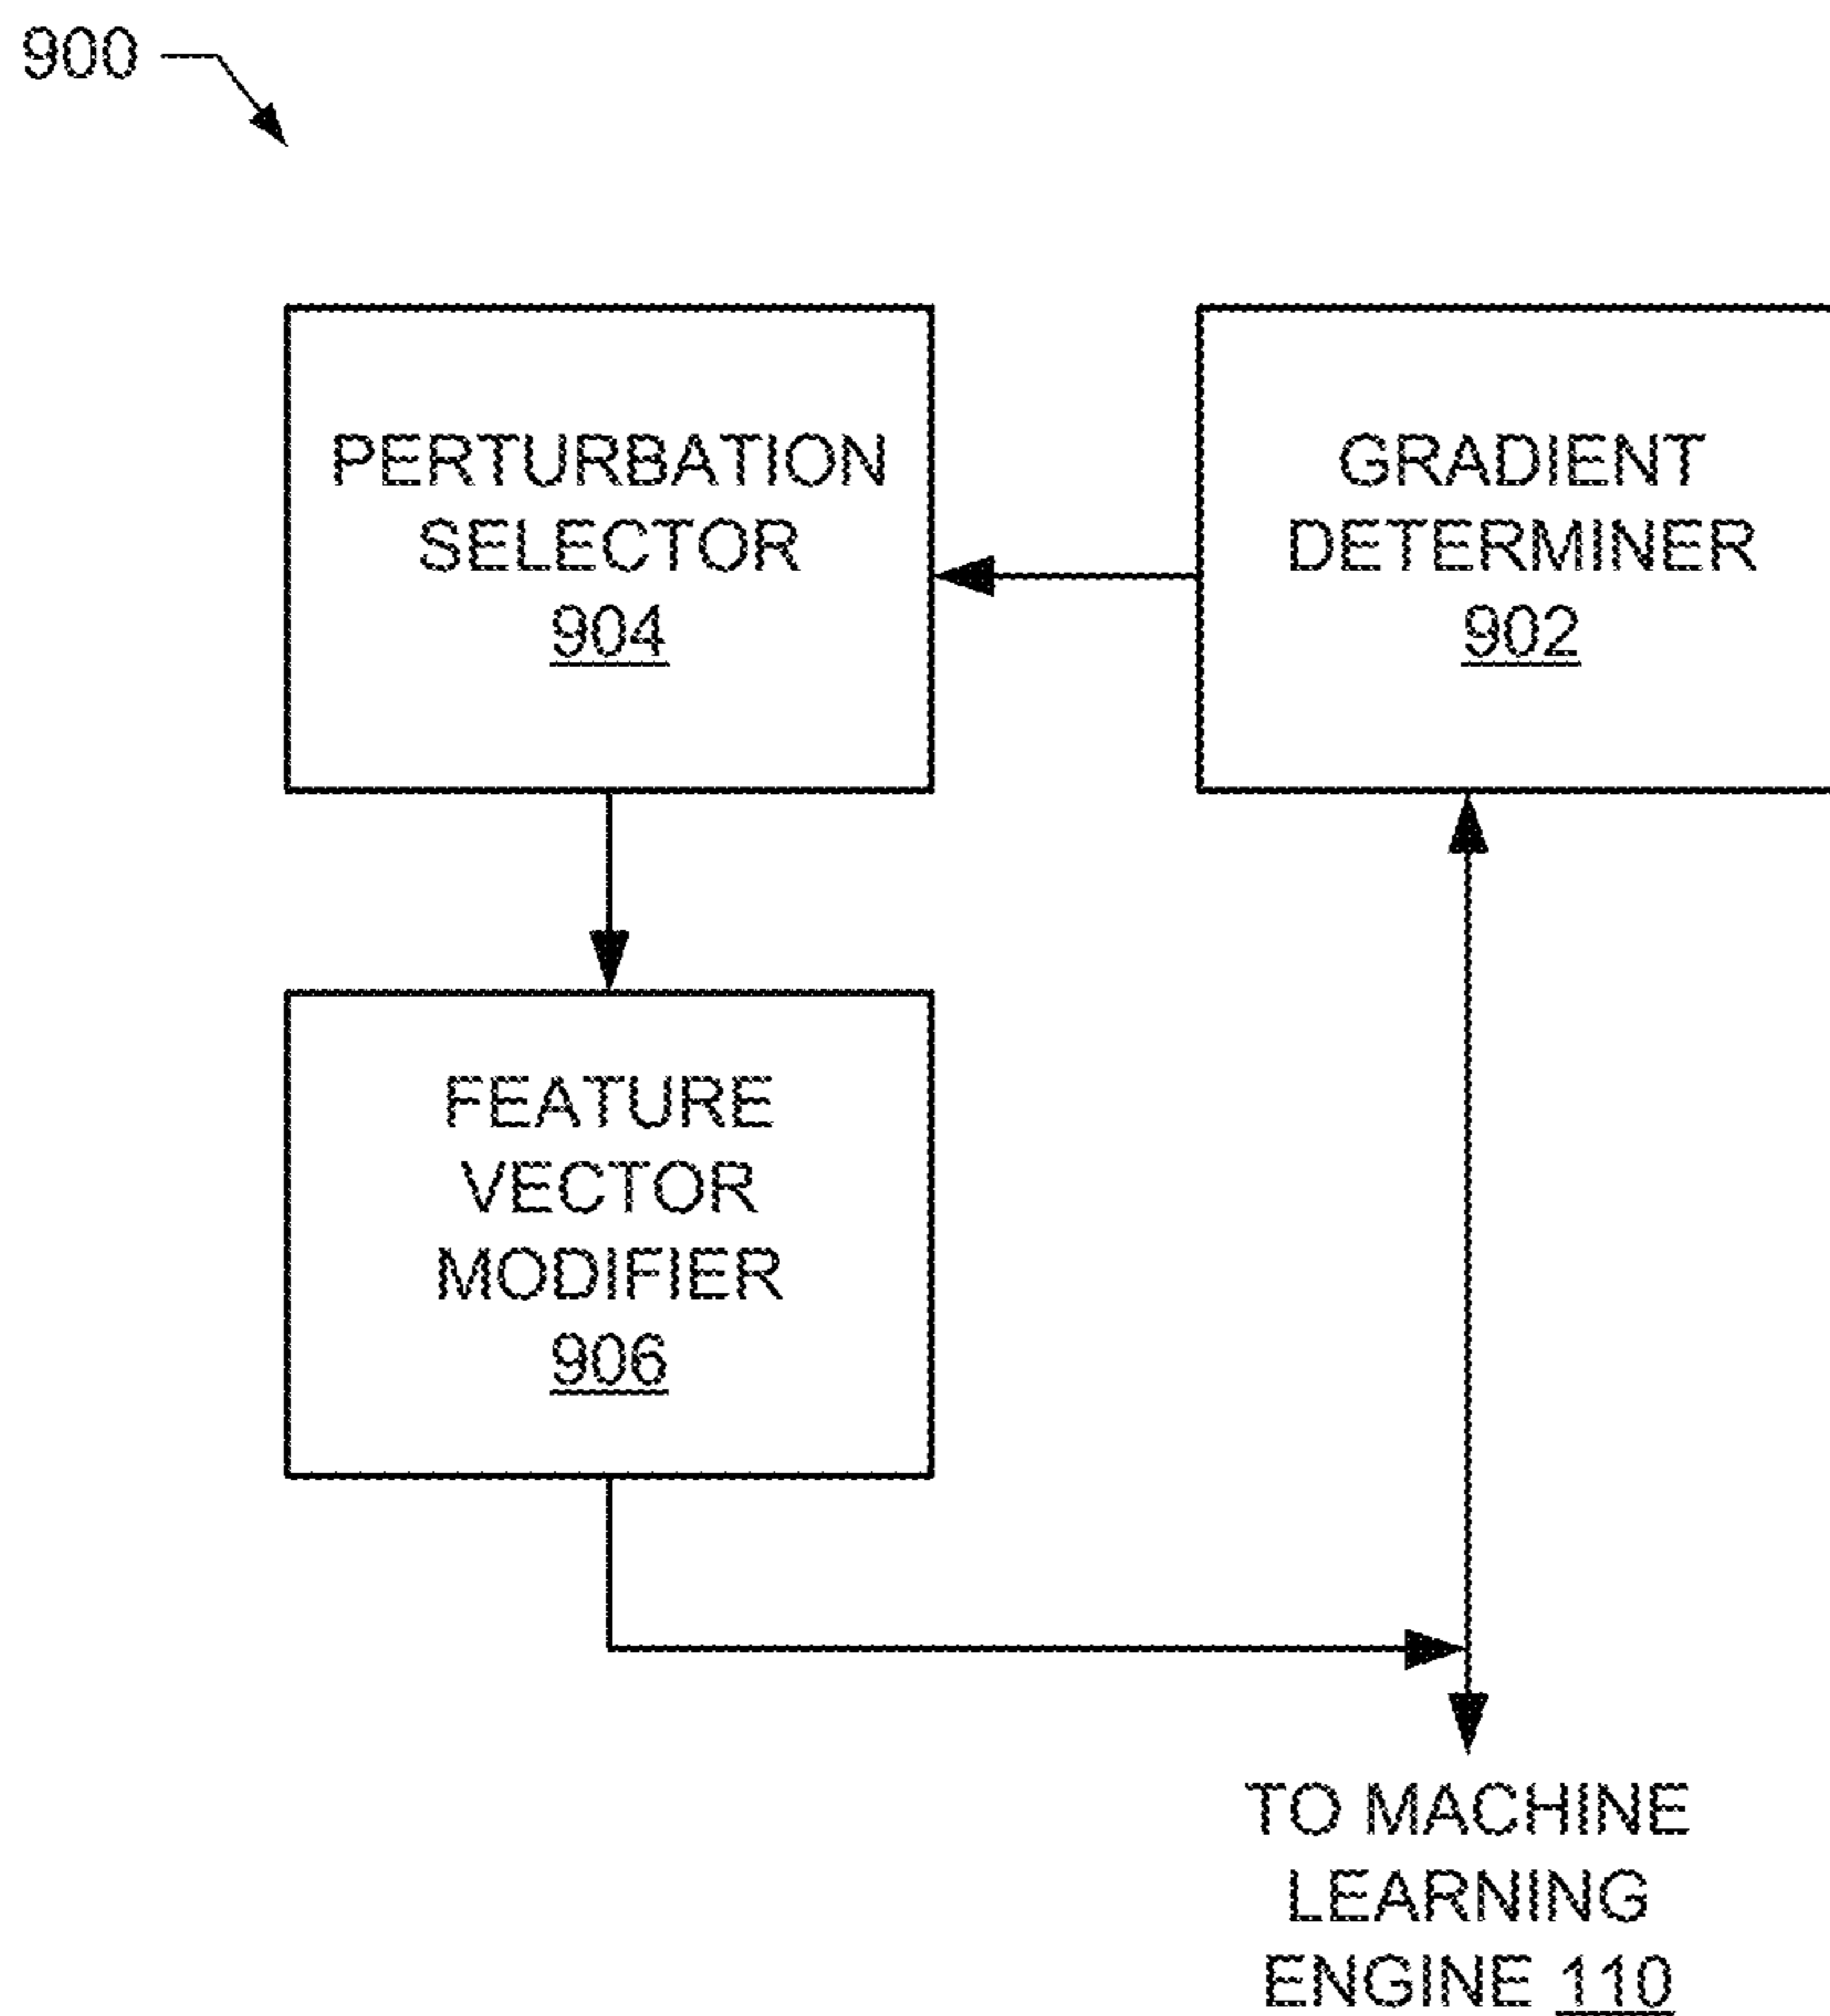 900
PERTURBATION
SELECTOR
904
GRADIENT
DETERMINER
902
FEATURE
VECTOR
MODIFIER
906
TO MACHINE
LEARNING
ENGINE 110